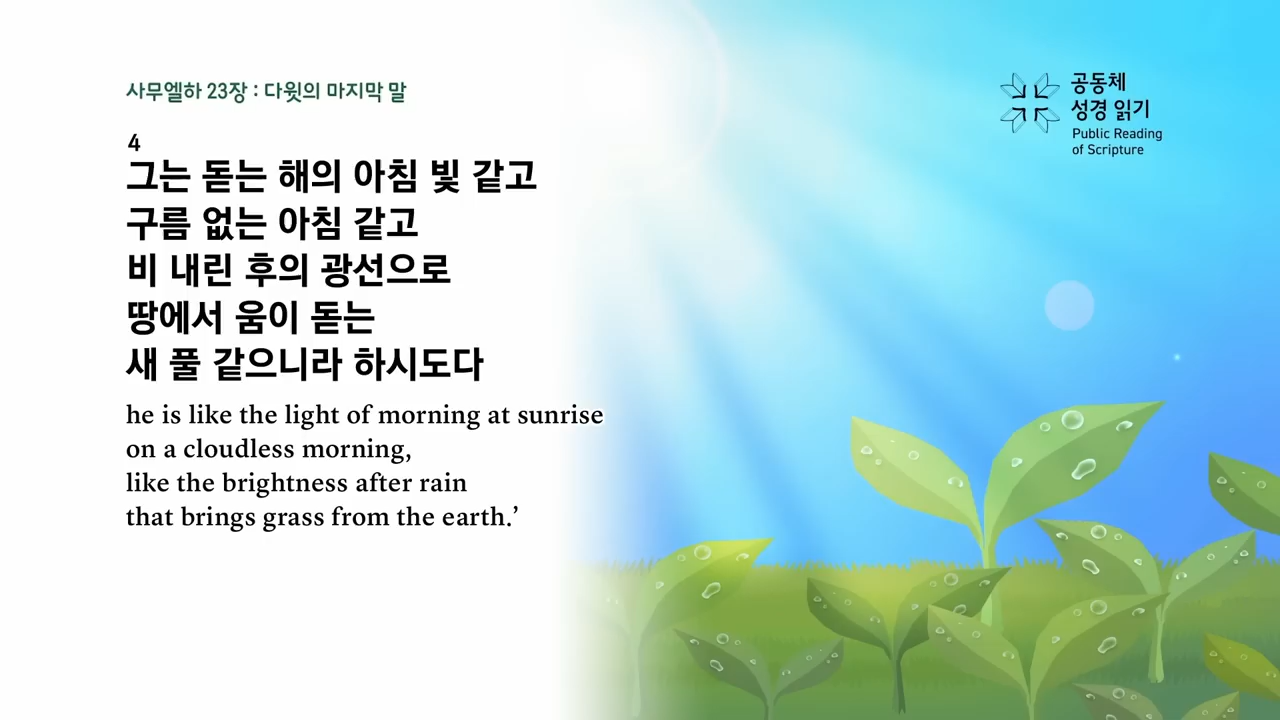 사무엘하 23장 : 다윗의 마지막 말
4
그는 돋는 해의 아침 빛 같고
구름 없는 아침 같고
비 내린 후의 광선으로
땅에서 움이 돋는
새 풀 같으니라 하시도다
he is like the light of morning at sunrise
on a cloudless morning,
like the brightness after rain
that brings grass from the earth.’
공동체
성경 읽기
Public Reading
of Scripture